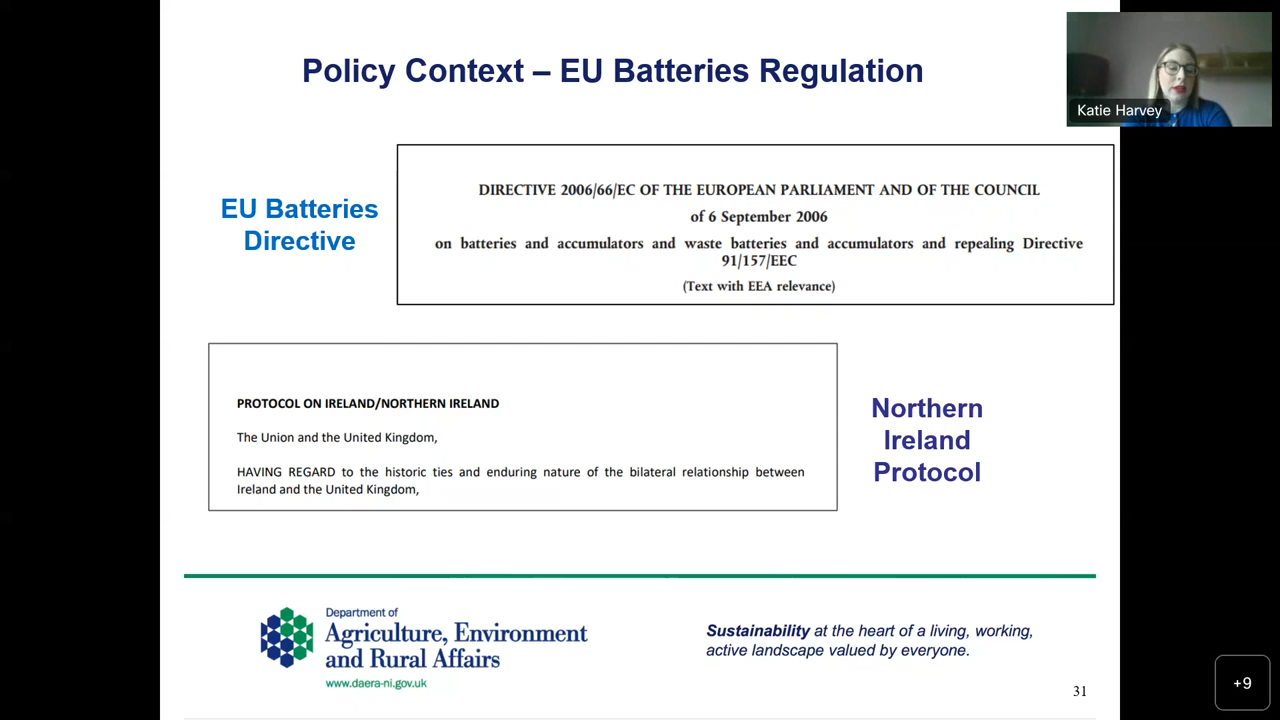 Policy Context – EU Batteries Regulation
Katie Harvey
EU Batteries
Directive
DIRECTIVE 2006/66/EC OF THE EUROPEAN PARLIAMENT AND OF THE COUNCIL
of 6 September 2006
on batteries and accumulators and waste batteries and accumulators and repealing Directive
91/157/EEC
(Text with EEA relevance)
PROTOCOL ON IRELAND/NORTHERN IRELAND
The Union and the United Kingdom,
HAVING REGARD to the historic ties and enduring nature of the bilateral relationship between
Ireland and the United Kingdom,
Northern
Ireland
Protocol
Department of
Agriculture, Environment
and Rural Affairs
www.daera-ni.gov.uk
Sustainability at the heart of a living, working,
active landscape valued by everyone.
31
+9